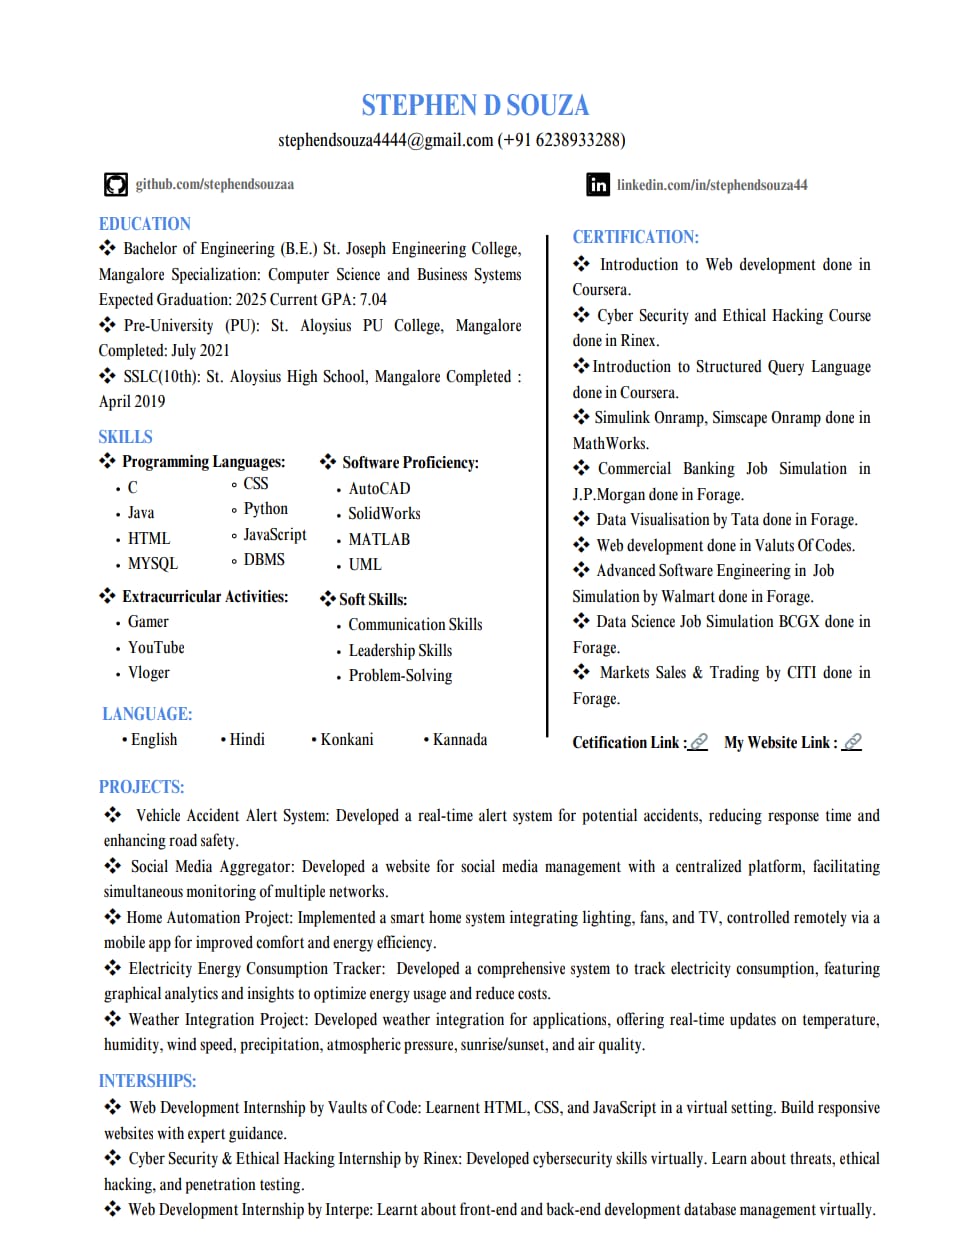 STEPHEN D SOUZA
stephendsouza4444@gmail.com (+91 6238933288)
github.com/stephendsouzaa
in linkedin.com/in/stephendsouza44
EDUCATION
❖ Bachelor of Engineering (B.E.) St. Joseph Engineering College,
Mangalore Specialization: Computer Science and Business Systems
Expected Graduation: 2025 Current GPA: 7.04
❖ Pre-University (PU): St. Aloysius PU College, Mangalore
Completed: July 2021
❖ SSLC(10th): St. Aloysius High School, Mangalore Completed :
April 2019
SKILLS
❖ Programming Languages:
• C
• Java
• HTML
• MYSQL
◦ CSS
◦ Python
◦ JavaScript
◦ DBMS
❖ Software Proficiency:
• AutoCAD
• SolidWorks
• MATLAB
• UML
❖ Extracurricular Activities:
• Gamer
• YouTube
• Vloger
❖ Soft Skills:
• Communication Skills
• Leadership Skills
• Problem-Solving
LANGUAGE:
• English • Hindi • Konkani • Kannada
CERTIFICATION:
❖ Introduction to Web development done in
Coursera.
❖ Cyber Security and Ethical Hacking Course
done in Rinex.
❖ Introduction to Structured Query Language
done in Coursera.
❖ Simulink Onramp, Simscape Onramp done in
MathWorks.
❖ Commercial Banking Job Simulation in
J.P.Morgan done in Forage.
❖ Data Visualisation by Tata done in Forage.
❖ Web development done in Valuts Of Codes.
❖ Advanced Software Engineering in Job
Simulation by Walmart done in Forage.
❖ Data Science Job Simulation BCGX done in
Forage.
❖ Markets Sales & Trading by CITI done in
Forage.
Cetification Link : My Website Link :
PROJECTS:
❖ Vehicle Accident Alert System: Developed a real-time alert system for potential accidents, reducing response time and
enhancing road safety.
❖ Social Media Aggregator: Developed a website for social media management with a centralized platform, facilitating
simultaneous monitoring of multiple networks.
❖ Home Automation Project: Implemented a smart home system integrating lighting, fans, and TV, controlled remotely via a
mobile app for improved comfort and energy efficiency.
❖ Electricity Energy Consumption Tracker: Developed a comprehensive system to track electricity consumption, featuring
graphical analytics and insights to optimize energy usage and reduce costs.
❖ Weather Integration Project: Developed weather integration for applications, offering real-time updates on temperature,
humidity, wind speed, precipitation, atmospheric pressure, sunrise/sunset, and air quality.
INTERSHIPS:
❖ Web Development Internship by Vaults of Code: Learnent HTML, CSS, and JavaScript in a virtual setting. Build responsive
websites with expert guidance.
❖ Cyber Security & Ethical Hacking Internship by Rinex: Developed cybersecurity skills virtually. Learn about threats, ethical
hacking, and penetration testing.
❖ Web Development Internship by Interpe: Learnt about front-end and back-end development database management virtually.